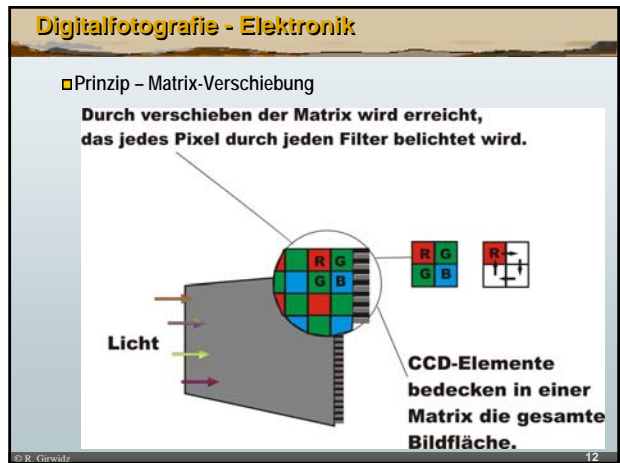 Digitalfotografie - Elektronik
Prinzip – Matrix-Verschiebung
Durch verschieben der Matrix wird erreicht,
das jedes Pixel durch jeden Filter belichtet wird.
R G
G B
R G
G B
R
Licht
CCD-Elemente
bedecken in einer
Matrix die gesamte
Bildfläche.
© R. Girwidz 12